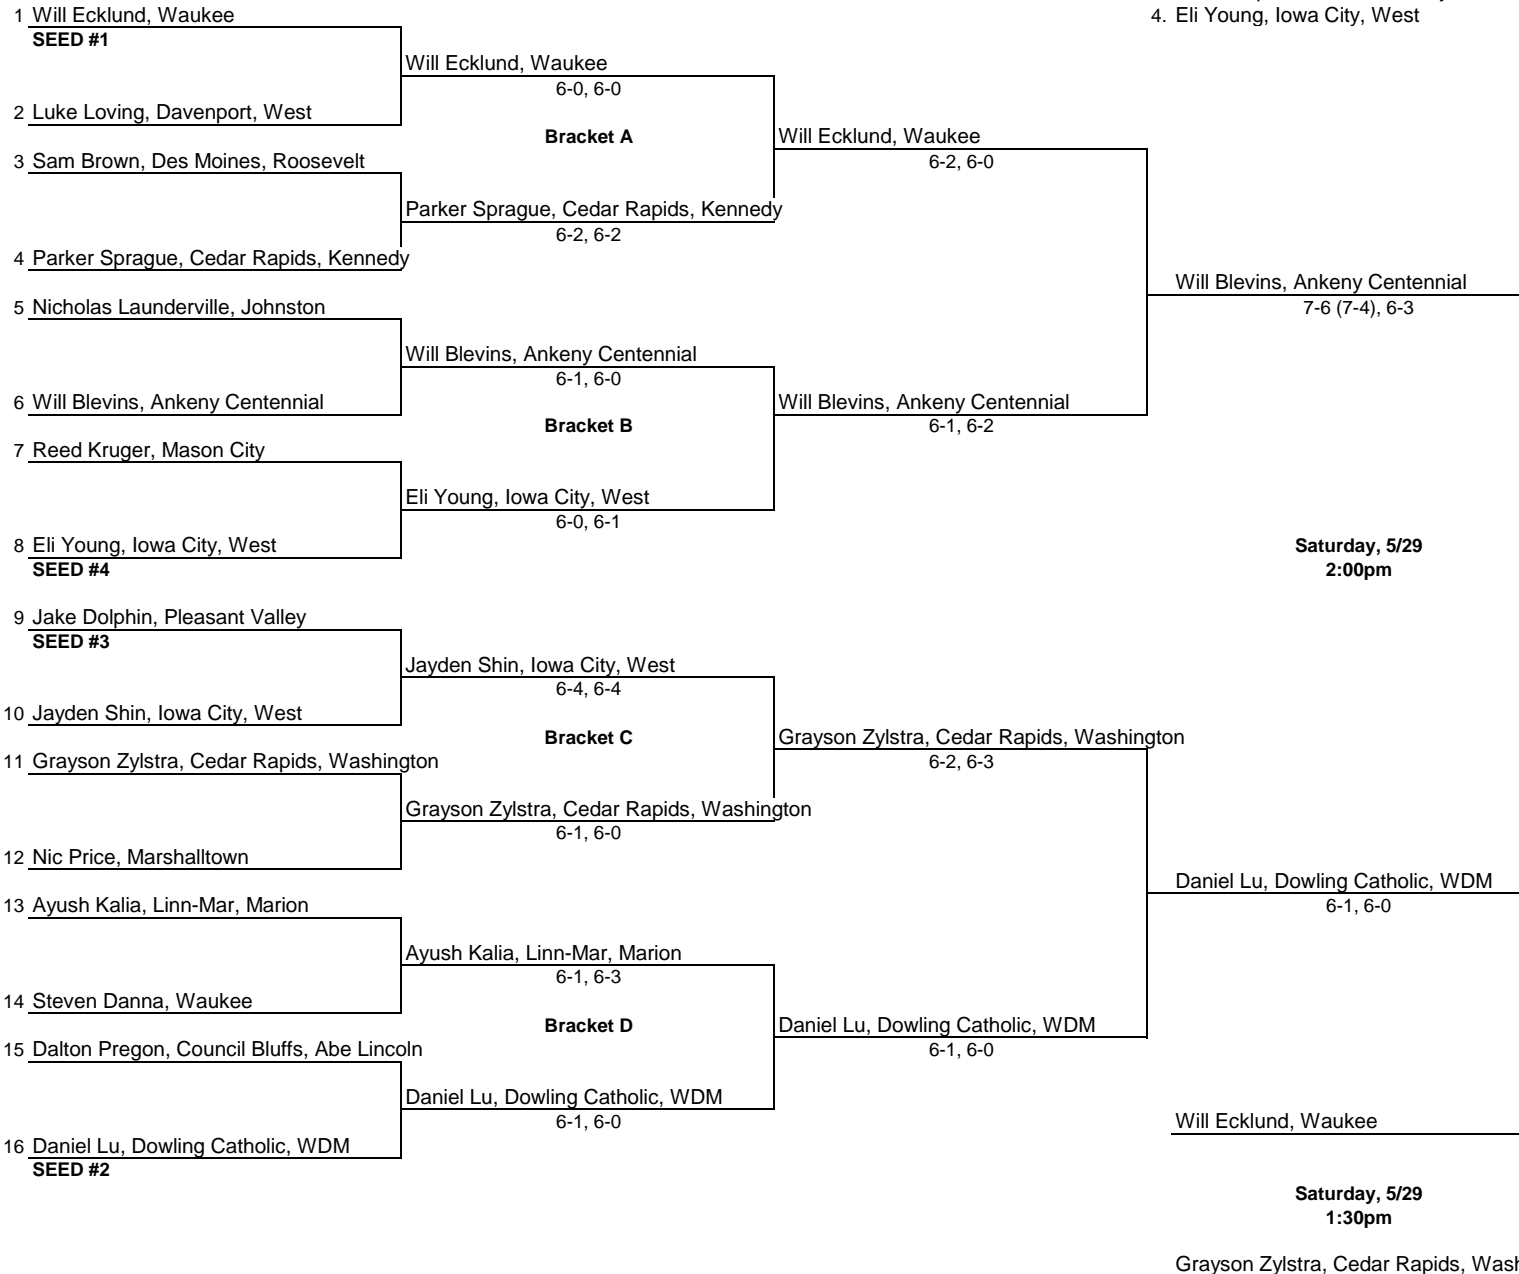 1 Will Ecklund, Waukee
4. Eli Young, Iowa City, West
SEED #1
Will Ecklund, Waukee
6-0, 6-0
2 Luke Loving, Davenport, West
Bracket A
Will Ecklund, Waukee
6-2, 6-0
3 Sam Brown, Des Moines, Roosevelt
Parker Sprague, Cedar Rapids, Kennedy
6-2, 6-2
4 Parker Sprague, Cedar Rapids, Kennedy
Will Blevins, Ankeny Centennial
7-6 (7-4), 6-3
5 Nicholas Launderville, Johnston
Will Blevins, Ankeny Centennial
6-1, 6-0
6 Will Blevins, Ankeny Centennial
Will Blevins, Ankeny Centennial
6-1, 6-2
Bracket B
7 Reed Kruger, Mason City
Eli Young, Iowa City, West
6-0, 6-1
8 Eli Young, Iowa City, West
SEED #4
Saturday, 5/29
2:00pm
9 Jake Dolphin, Pleasant Valley
SEED #3
Jayden Shin, Iowa City, West
6-4, 6-4
10 Jayden Shin, Iowa City, West
Bracket C
Grayson Zylstra, Cedar Rapids, Washington
6-2, 6-3
11 Grayson Zylstra, Cedar Rapids, Washington
Grayson Zylstra, Cedar Rapids, Washington
6-1, 6-0
12 Nic Price, Marshalltown
Daniel Lu, Dowling Catholic, WDM
6-1, 6-0
13 Ayush Kalia, Linn-Mar, Marion
Ayush Kalia, Linn-Mar, Marion
6-1, 6-3
14 Steven Danna, Waukee
Bracket D
Daniel Lu, Dowling Catholic, WDM
6-1, 6-0
15 Dalton Pregon, Council Bluffs, Abe Lincoln
Daniel Lu, Dowling Catholic, WDM
6-1, 6-0
Will Ecklund, Waukee
16 Daniel Lu, Dowling Catholic, WDM
SEED #2
Saturday, 5/29
1:30pm
Grayson Zylstra, Cedar Rapids,